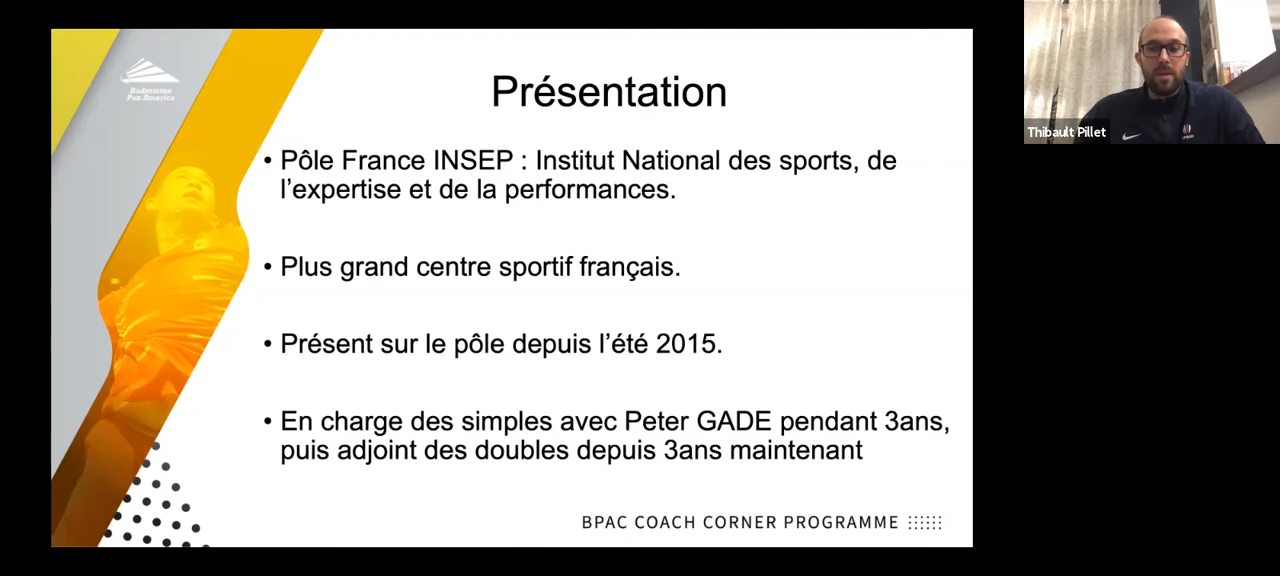 Badminton
Pan America
Présentation
• Pôle France INSEP : Institut National des sports, de
l’expertise et de la performances.
• Plus grand centre sportif français.
• Présent sur le pôle depuis l’été 2015.
• En charge des simples avec Peter GADE pendant 3ans,
puis adjoint des doubles depuis 3ans maintenant
BPAC COACH CORNER PROGRAMME
Thibault Pillet